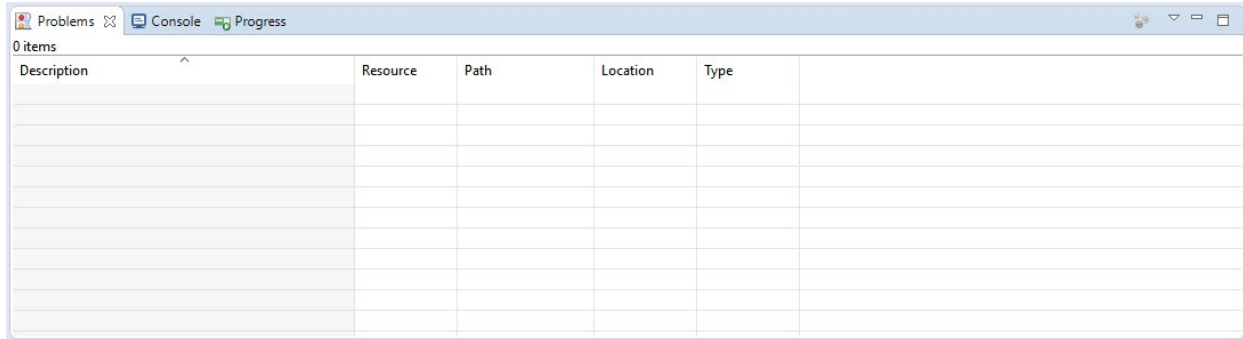 Problems Console Progress
0 items
Description Resource Path Location Type